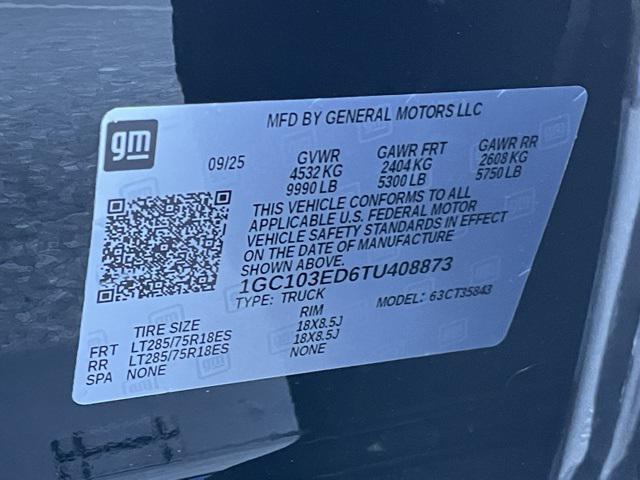 MFD BY GENERAL MOTORS LLC
gm
09/25
GVWR GAWR FRT GAWR RR
4532 KG 2404 KG 2608 KG
9990 LB 5300 LB 5750 LB
THIS VEHICLE CONFORMS TO ALL
APPLICABLE U.S. FEDERAL MOTOR
VEHICLE SAFETY STANDARDS IN EFFECT
ON THE DATE OF MANUFACTURE
SHOWN ABOVE.
1GC103ED6TU408873
TYPE: TRUCK MODEL: 63CT35843
TIRE SIZE RIM
FRT LT285/75R18ES 18X8.5J
RR LT285/75R18ES 18X8.5J
SPA NONE NONE